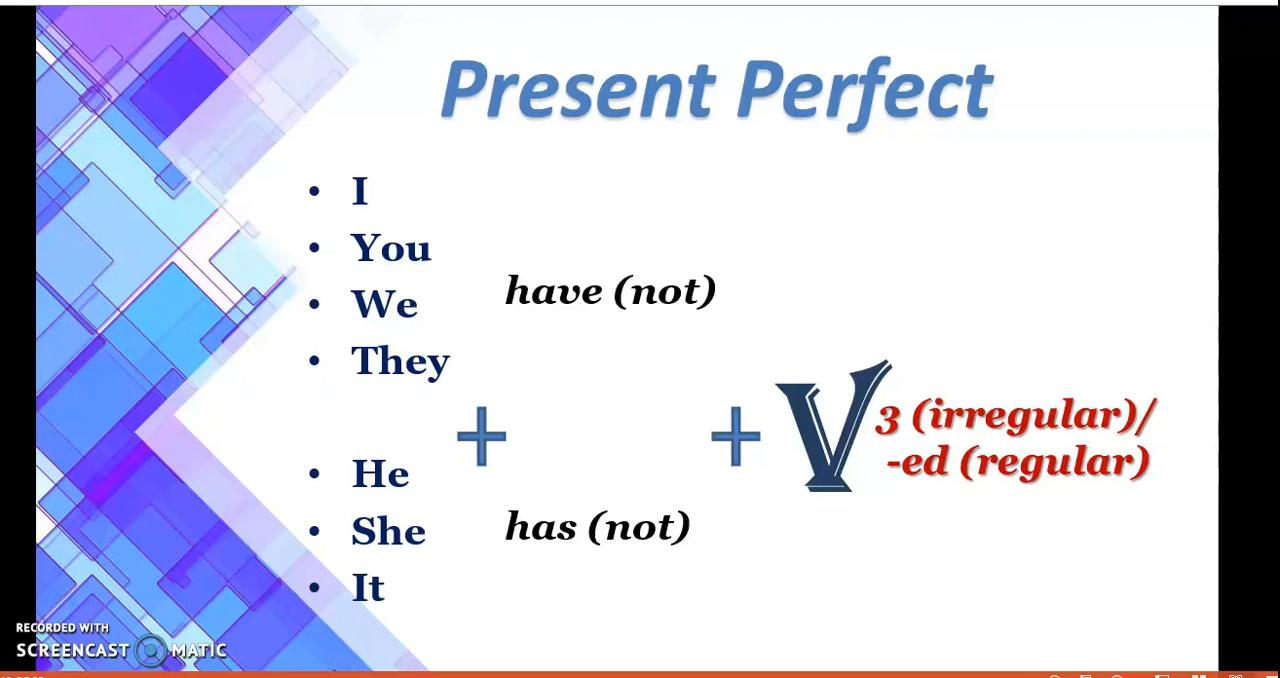 Present Perfect
• I
• You
• We
• They
have (not)
+
+
V
3 (irregular)/
-ed (regular)
• He
• She
• It
has (not)
RECORDED WITH
SCREENCAST MATIC